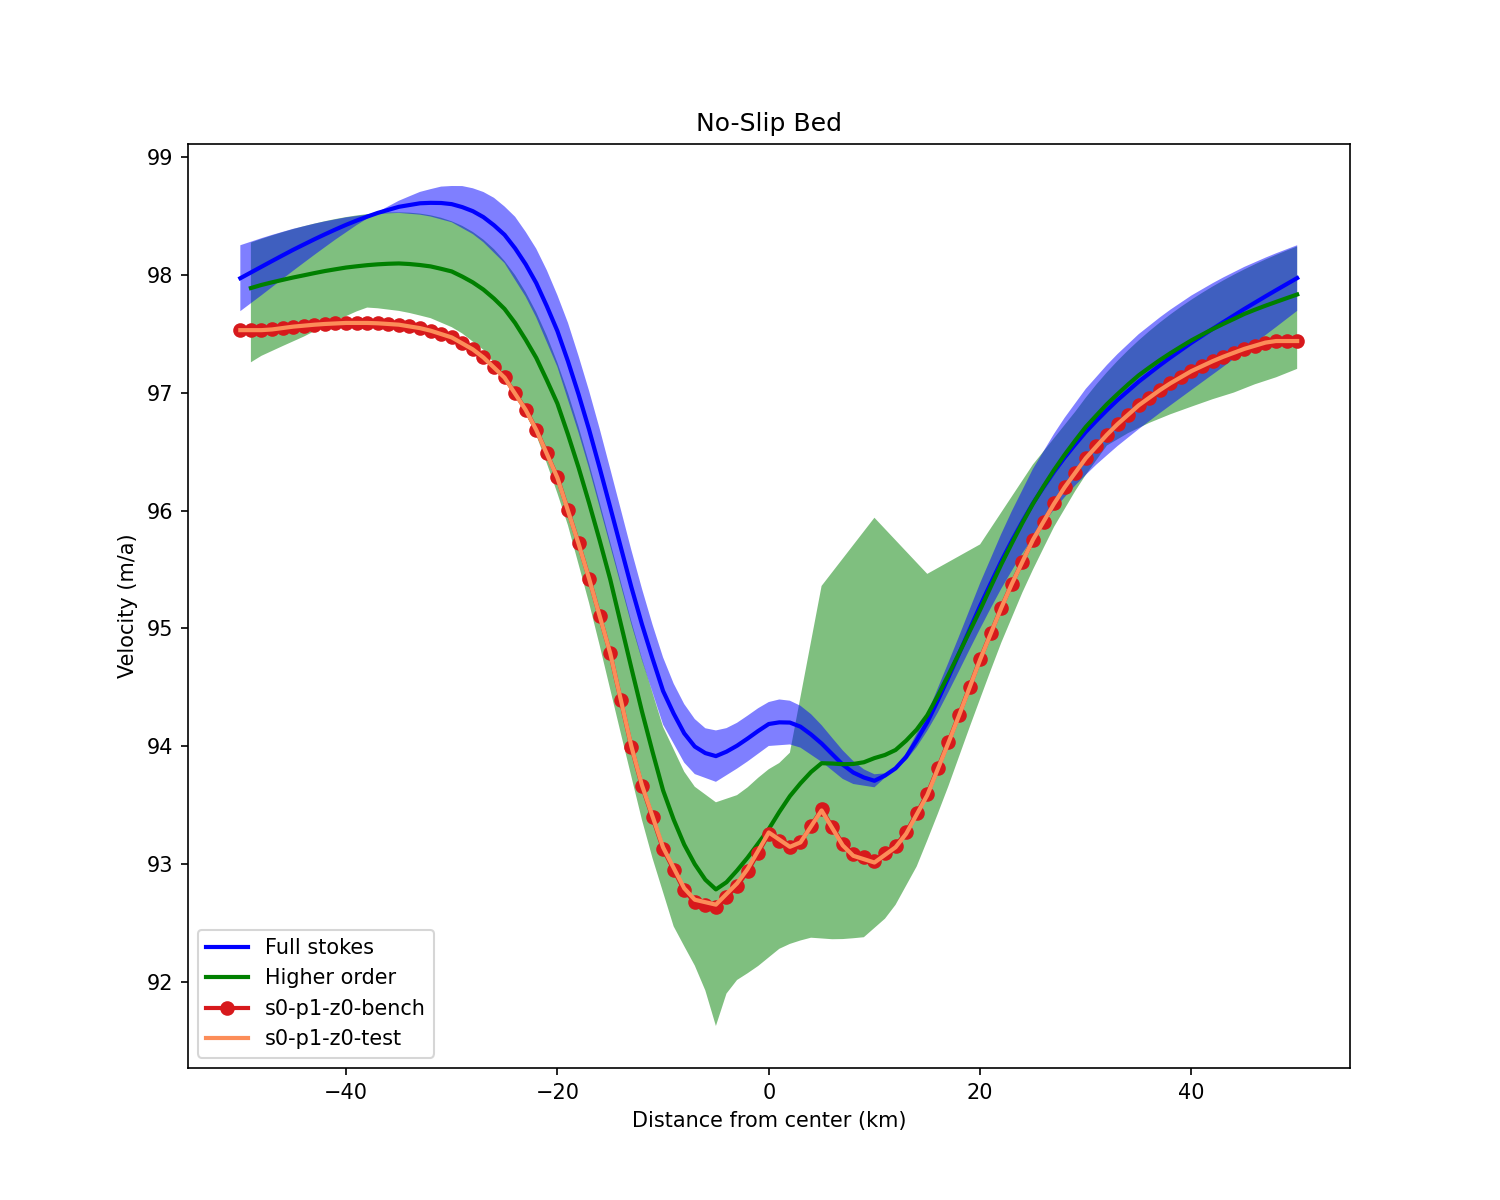 No-Slip Bed
99
98
97
96
95
94
93
92
Velocity (m/a)
−40
−20
0
20
40
Distance from center (km)
Full stokes
Higher order
s0-p1-z0-bench
s0-p1-z0-test